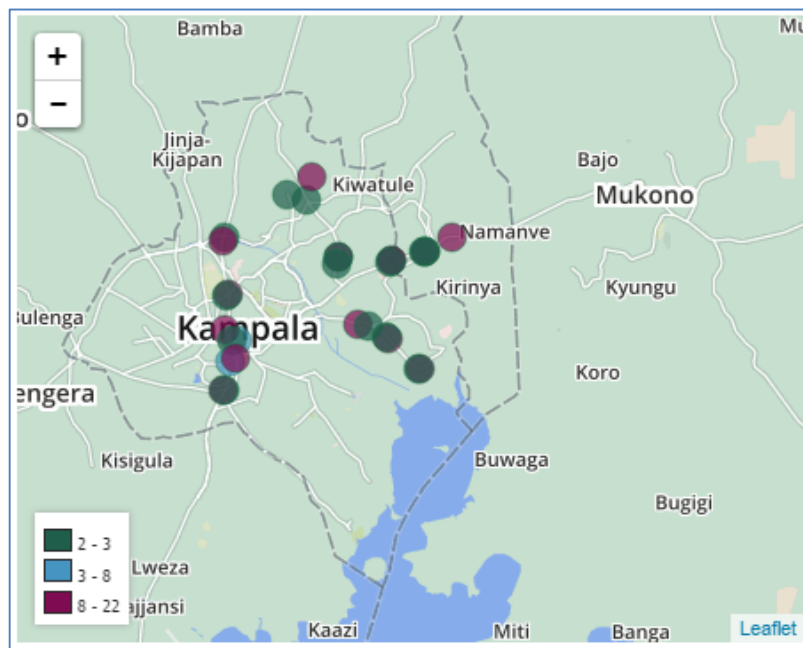 Bamba
+
−
Jinja-
Kijapan
Kiwatule
Bajo
Mukono
Namanve
Kirinya
Kyungu
Bulenga
Kampala
Koro
engera
Kisigula
Buwaga
Bugigi
2 - 3
3 - 8
8 - 22
Lweza
ajjansi
Kaazi
Miti
Banga
Leaflet